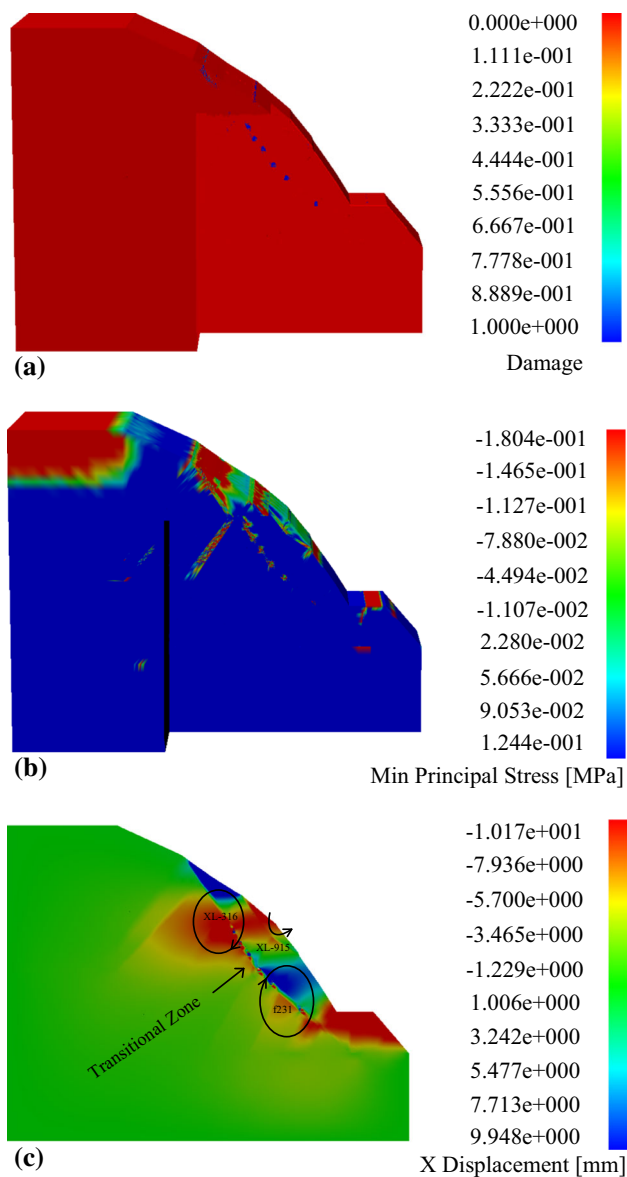 0.000e+000
1.111e-001
2.222e-001
3.333e-001
4.444e-001
5.556e-001
6.667e-001
7.778e-001
8.889e-001
1.000e+000
(a)
Damage
-1.804e-001
-1.465e-001
-1.127e-001
-7.880e-002
-4.494e-002
-1.107e-002
2.280e-002
5.666e-002
9.053e-002
1.244e-001
(b)
Min Principal Stress [MPa]
-1.017e+001
-7.936e+000
-5.700e+000
-3.465e+000
-1.229e+000
1.006e+000
3.242e+000
5.477e+000
7.713e+000
9.948e+000
XL-316
XL-915
f231
Transitional Zone
(c)
X Displacement [mm]